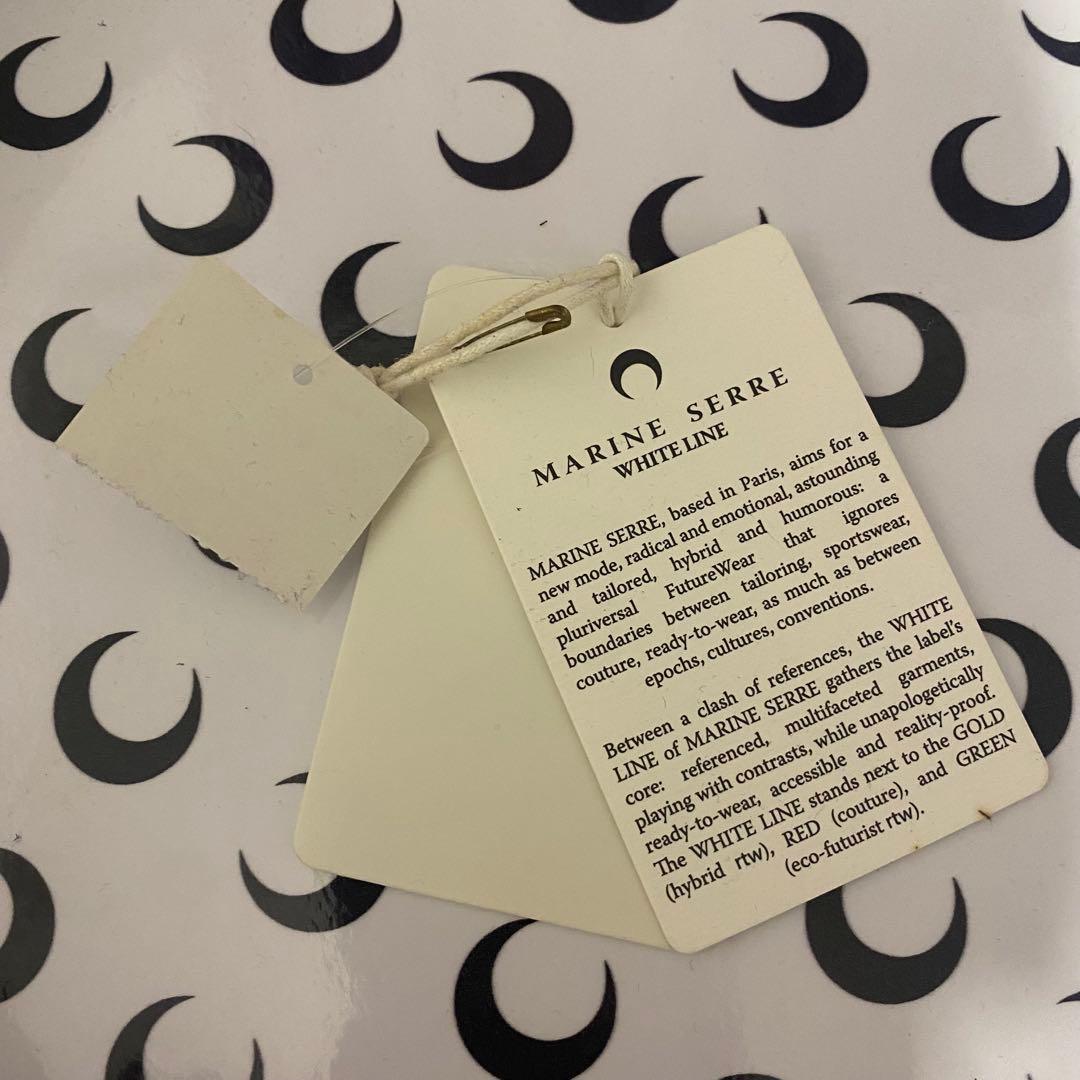 MARINE SERRE
WHITE LINE
MARINE SERRE, based in Paris, aims for a
new mode, radical and emotional, astounding
and tailored, hybrid and humorous: a
pluriversal FutureWear that ignores
boundaries between tailoring, sportswear,
couture, ready-to-wear, as much as between
epochs, cultures, conventions.
Between a clash of references, the WHITE
LINE of MARINE SERRE gathers the label's
core: referenced, multifaceted garments,
playing with contrasts, while unapologetically
ready-to-wear, accessible and reality-proof.
The WHITE LINE stands next to the GOLD
(hybrid rtw), RED (couture), and GREEN
(eco-futurist rtw).